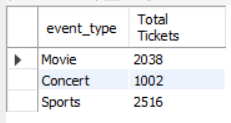 event_type Total
Tickets
Movie 2038
Concert 1002
Sports 2516